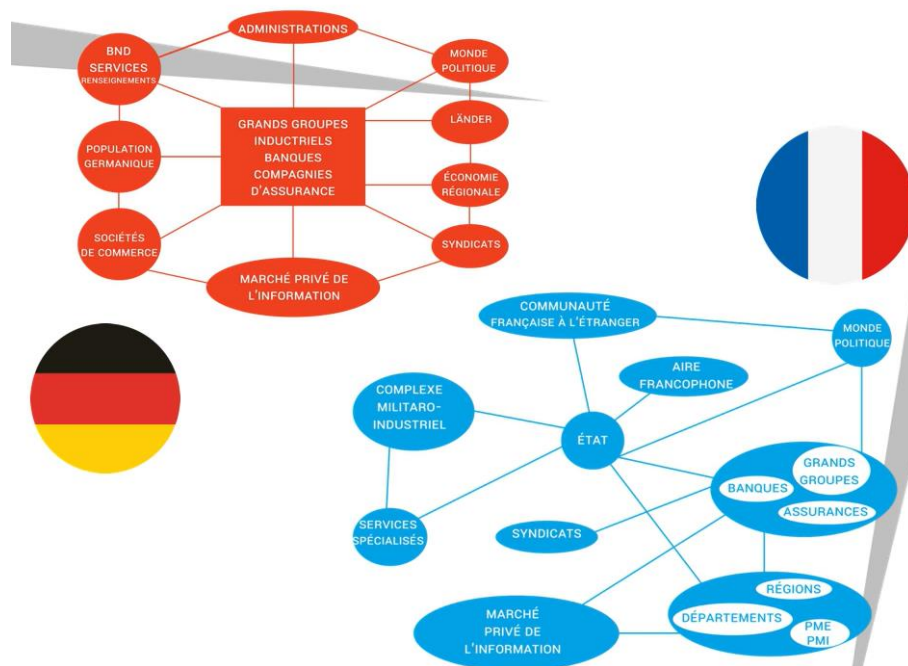 ADMINISTRATIONS
BND
SERVICES
RENSEIGNEMENTS
MONDE
POLITIQUE
GRANDS GROUPES
INDUCTRIELS
BANQUES
COMPAGNIES
D'ASSURANCE
LÄNDER
POPULATION
GERMANIQUE
ÉCONOMIE
RÉGIONALE
SOCIÉTÉS
DE COMMERCE
SYNDICATS
MARCHÉ PRIVÉ DE
L'INFORMATION
COMMUNAUTÉ
FRANÇAISE À L'ÉTRANGER
MONDE
POLITIQUE
AIRE
FRANCOPHONE
COMPLEXE
MILITARO-
INDUSTRIEL
ÉTAT
GRANDS
GROUPES
BANQUES
ASSURANCES
SERVICES
SPÉCIALISÉS
SYNDICATS
RÉGIONS
DÉPARTEMENTS
PME
PMI
MARCHÉ
PRIVÉ DE
L'INFORMATION